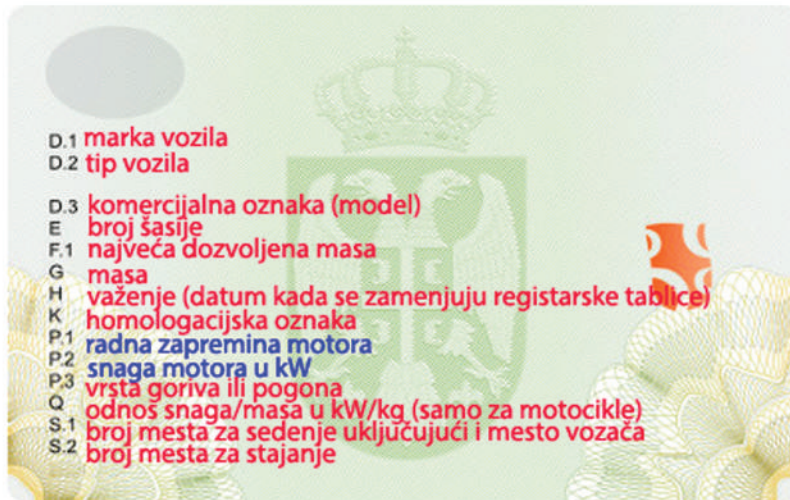 D.1 marka vozila
D.2 tip vozila
D.3 komercijalna oznaka (model)
E broj šasije
F.1 najveća dozvoljena masa
G masa
H važenje (datum kada se zamenjuju registarske tablice)
K homologacijska oznaka
P.1 radna zapremina motora
P.2 snaga motora u kW
P.3 vrsta goriva ili pogona
Q odnos snaga/masa u kW/kg (samo za motocikle)
S.1 broj mesta za sedenje uključujući i mesto vozača
S.2 broj mesta za stajanje